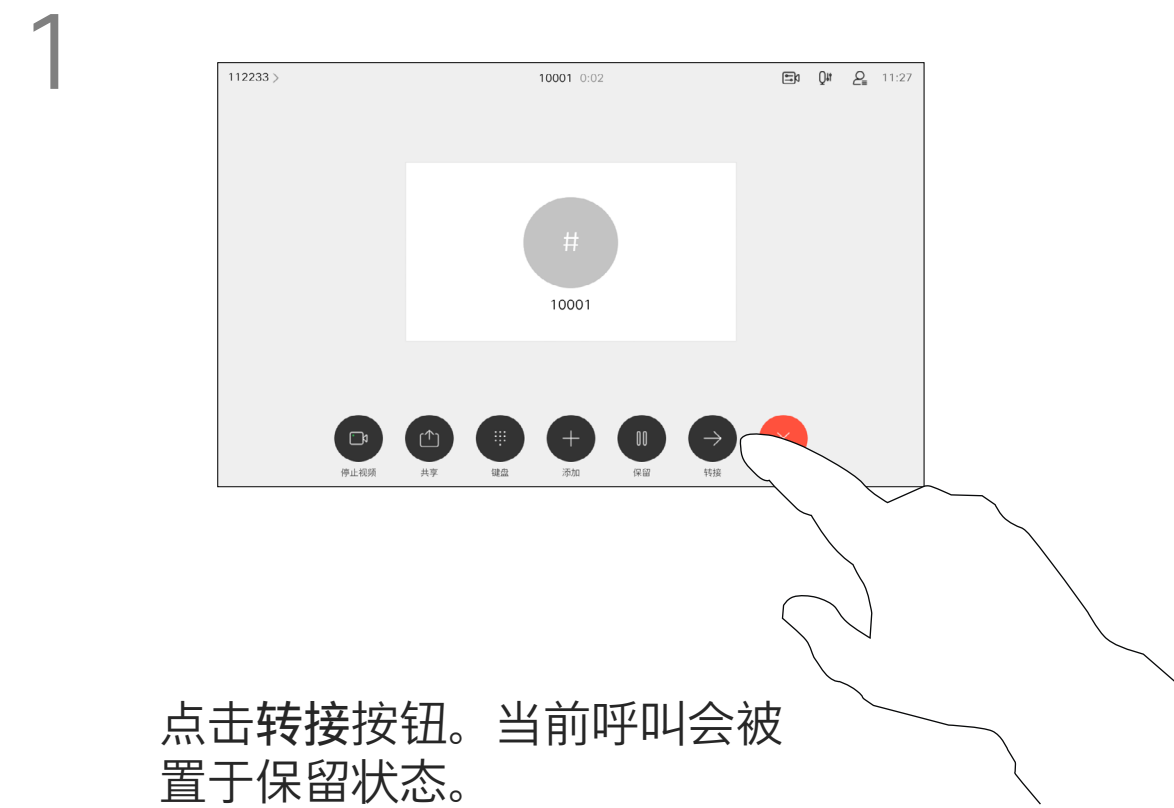 1
112233 >
10001 0:02
11:27
#
10001
停止视频
共享
键盘
添加
保留
转接
点击转接按钮。当前呼叫会被
置于保留状态。